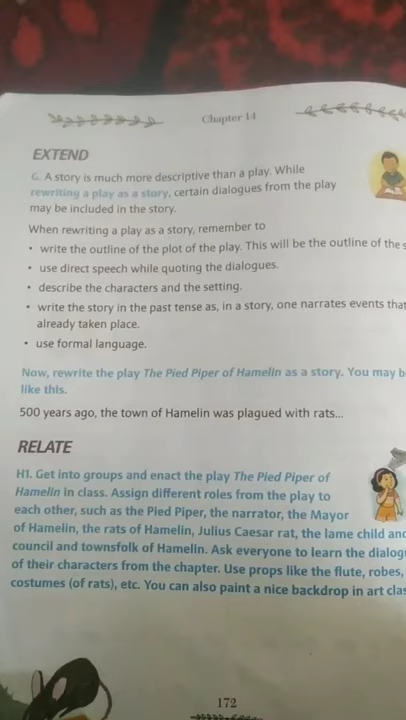 Chapter 14
EXTEND
G. A story is much more descriptive than a play. While
rewriting a play as a story, certain dialogues from the play
may be included in the story.
When rewriting a play as a story, remember to
• write the outline of the plot of the play. This will be the outline of the s
• use direct speech while quoting the dialogues.
• describe the characters and the setting.
• write the story in the past tense as, in a story, one narrates events that
already taken place.
• use formal language.
Now, rewrite the play The Pied Piper of Hamelin as a story. You may b
like this.
500 years ago, the town of Hamelin was plagued with rats...
RELATE
H1. Get into groups and enact the play The Pied Piper of
Hamelin in class. Assign different roles from the play to
each other, such as the Pied Piper, the narrator, the Mayor
of Hamelin, the rats of Hamelin, Julius Caesar rat, the lame child and
council and townsfolk of Hamelin. Ask everyone to learn the dialogu
of their characters from the chapter. Use props like the flute, robes,
costumes (of rats), etc. You can also paint a nice backdrop in art clas
172